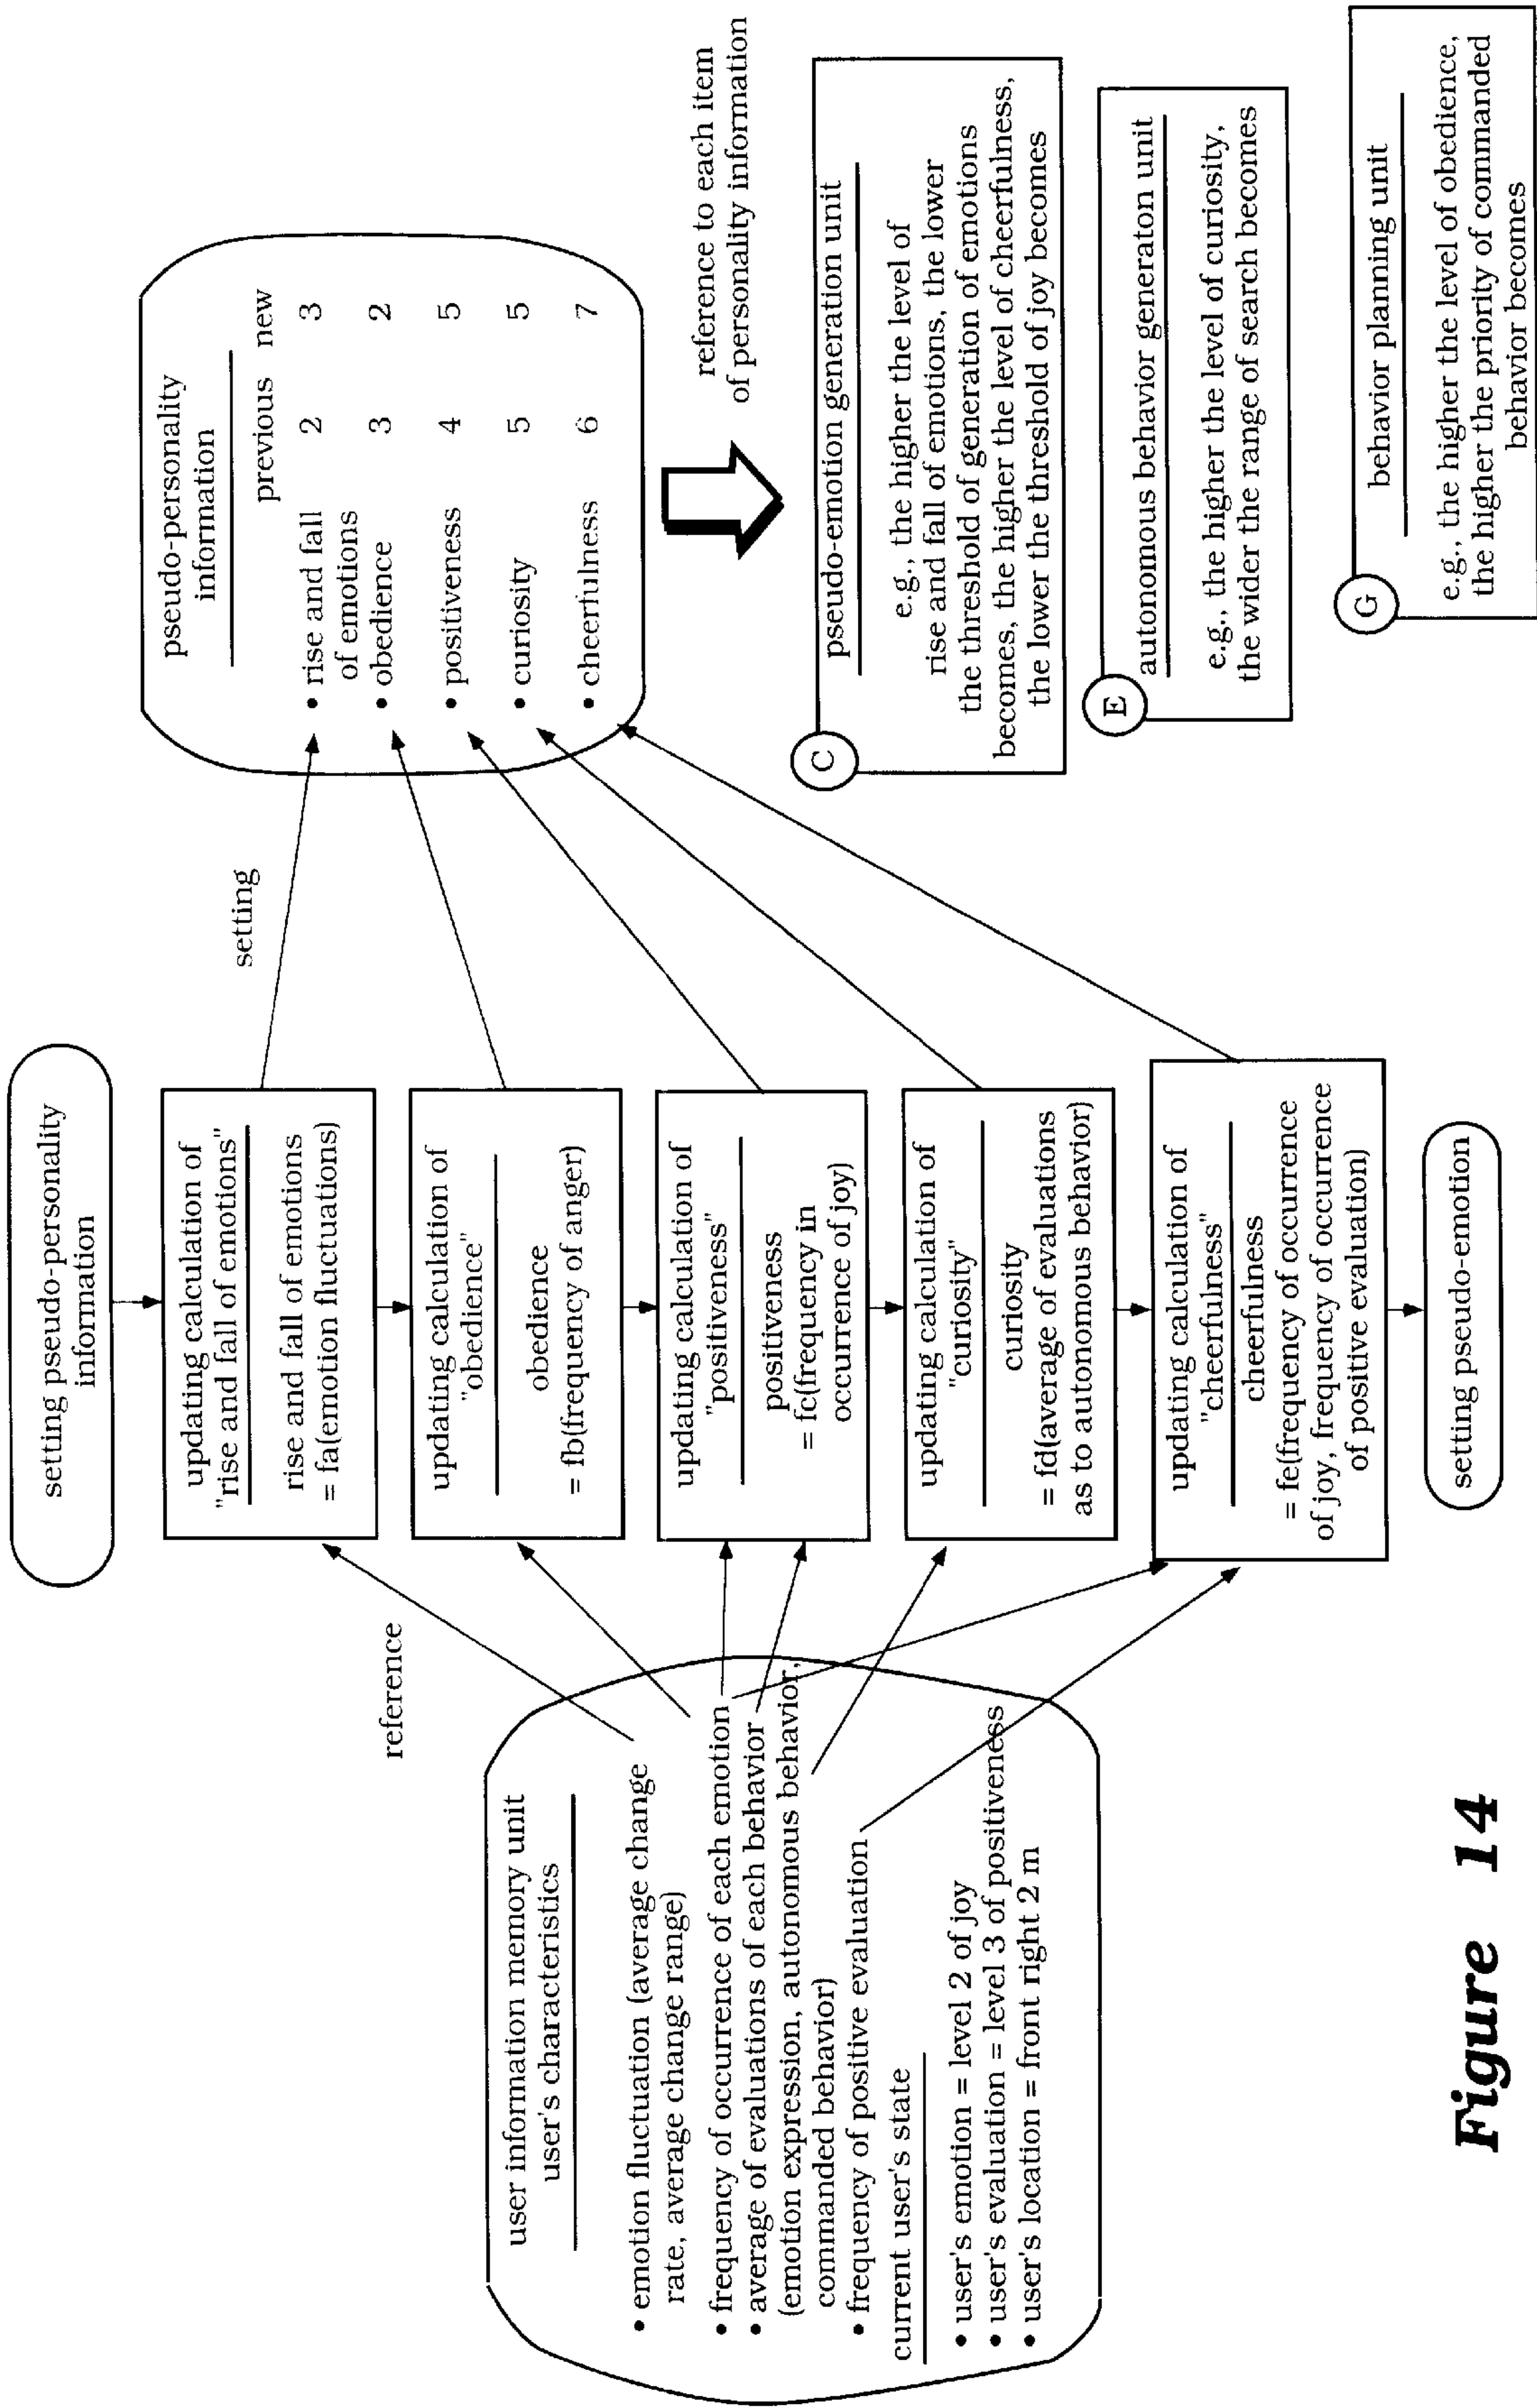 setting pseudo-personality
information
updating calculation of
"rise and fall of emotions"
rise and fall of emotions
= fa(emotion fluctuations)
updating calculation of
"obedience"
obedience
= fb(frequency of anger)
updating calculation of
"positiveness"
positiveness
= fc(frequency in
occurrence of joy)
updating calculation of
"curiosity"
curiosity
= fd(average of evaluations
as to autonomous behavior)
updating calculation of
"cheerfulness"
cheerfulness
= fe(frequency of occurrence
of joy, frequency of occurrence
of positive evaluation)
setting pseudo-emotion
reference
user information memory unit
user's characteristics
• emotion fluctuation (average change
rate, average change range)
• frequency of occurrence of each emotion
• average of evaluations of each behavior
(emotion expression, autonomous behavior,
commanded behavior)
• frequency of positive evaluation
current user's state
• user's emotion = level 2 of joy
• user's evaluation = level 3 of positiveness
• user's location = front right 2 m
setting
pseudo-personality
information
previous new
• rise and fall 2 3
of emotions
• obedience 3 2
• positiveness 4 5
• curiosity 5 5
• cheerfulness 6 7
reference to each item
of personality information
C
pseudo-emotion generation unit
e.g., the higher the level of
rise and fall of emotions, the lower
the threshold of generation of emotions
becomes, the higher the level of cheerfulness,
the lower the threshold of joy becomes
E
autonomous behavior generaton unit
e.g., the higher the level of curiosity,
the wider the range of search becomes
G
behavior planning unit
e.g., the higher the level of obedience,
the higher the priority of commanded
behavior becomes
Figure 14